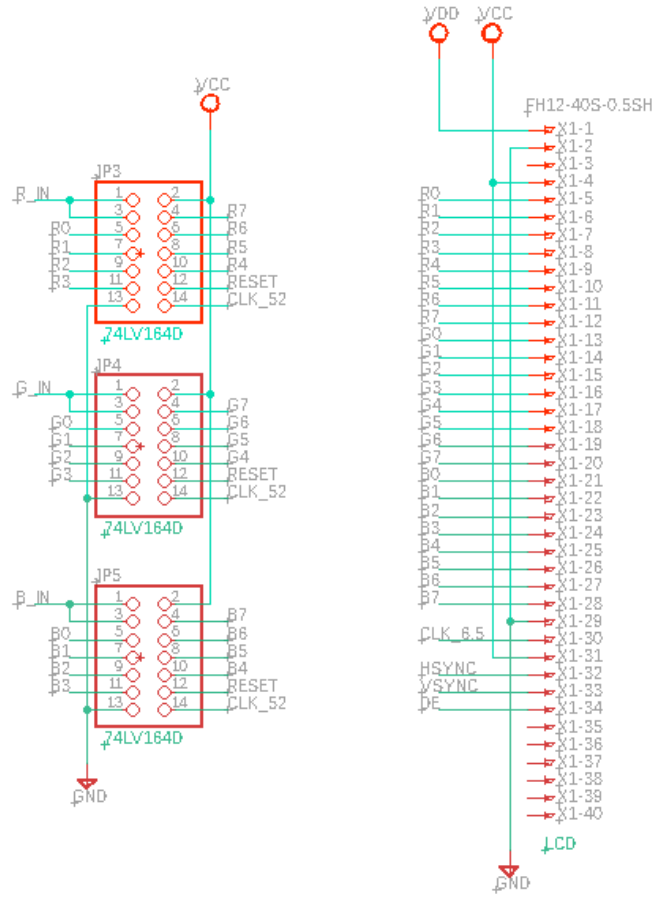 VDD VCC
VCC
FH12-40S-0.5SH
JP3
R_IN 1 2
3 4 R7
R0 5 6 R6
R1 7 8 R5
R2 9 10 R4
R3 11 12 RESET
13 14 CLK_52
74LV164D
JP4
G_IN 1 2
3 4 G7
G0 5 6 G6
G1 7 8 G5
G2 9 10 G4
G3 11 12 RESET
13 14 CLK_52
74LV164D
JP5
B_IN 1 2
3 4 B7
B0 5 6 B6
B1 7 8 B5
B2 9 10 B4
B3 11 12 RESET
13 14 CLK_52
74LV164D
GND
X1-1
X1-2
X1-3
X1-4
R0 X1-5
R1 X1-6
R2 X1-7
R3 X1-8
R4 X1-9
R5 X1-10
R6 X1-11
R7 X1-12
G0 X1-13
G1 X1-14
G2 X1-15
G3 X1-16
G4 X1-17
G5 X1-18
G6 X1-19
G7 X1-20
B0 X1-21
B1 X1-22
B2 X1-23
B3 X1-24
B4 X1-25
B5 X1-26
B6 X1-27
B7 X1-28
X1-29
CLK_6.5 X1-30
X1-31
HSYNC X1-32
VSYNC X1-33
DE X1-34
X1-35
X1-36
X1-37
X1-38
X1-39
X1-40
LCD
GND